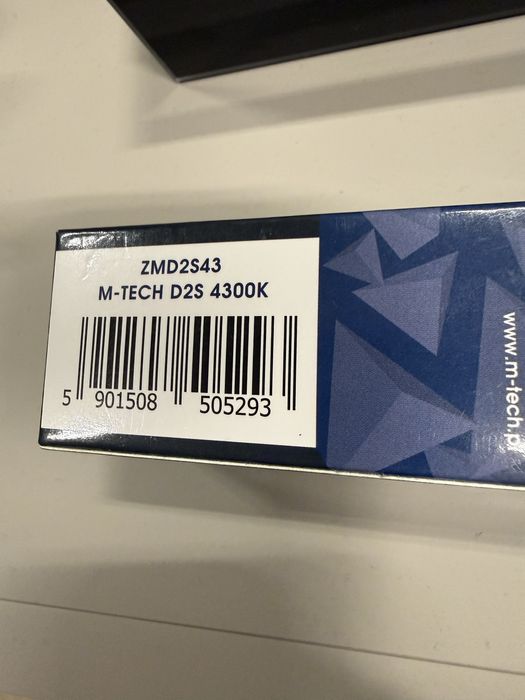 ZMD2S43
M-TECH D2S 4300K
5 901508 505293
www.m-tech.p